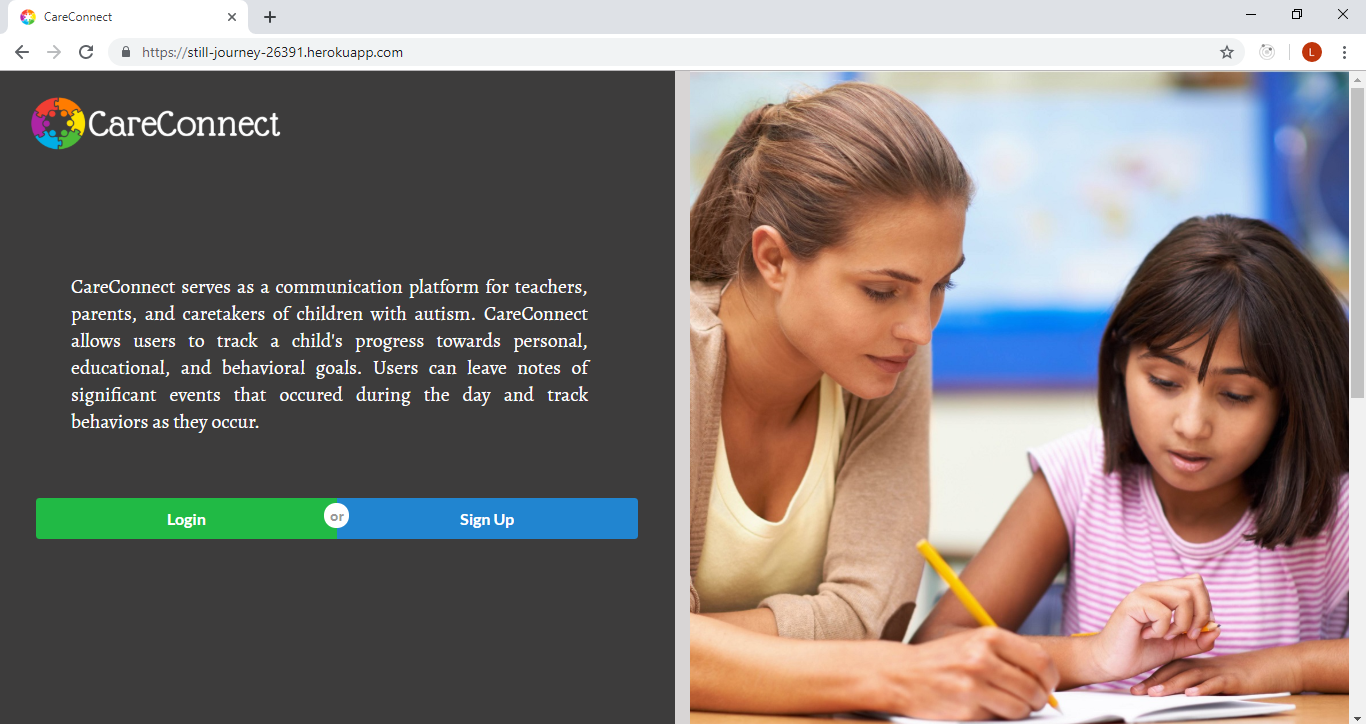 CareConnect
https://still-journey-26391.herokuapp.com
L
CareConnect
CareConnect serves as a communication platform for teachers,
parents, and caretakers of children with autism. CareConnect
allows users to track a child's progress towards personal,
educational, and behavioral goals. Users can leave notes of
significant events that occured during the day and track
behaviors as they occur.
Login or Sign Up